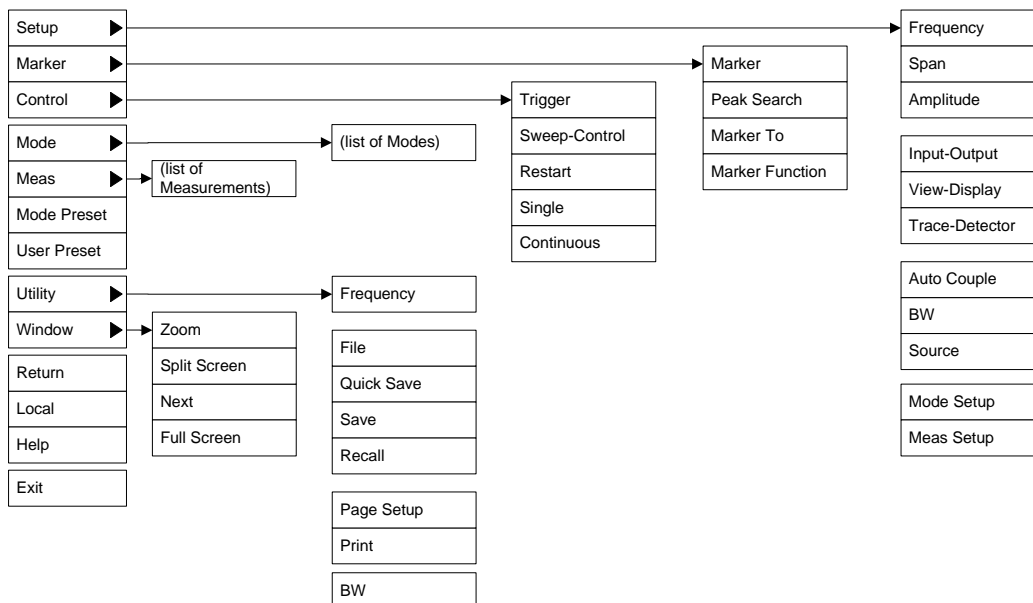 Setup
Marker
Control
Mode
Meas
Mode Preset
User Preset
Utility
Window
Return
Local
Help
Exit
(list of
Measurements)
Zoom
Split Screen
Next
Full Screen
(list of Modes)
Frequency
File
Quick Save
Save
Recall
Page Setup
Print
BW
Trigger
Sweep-Control
Restart
Single
Continuous
Marker
Peak Search
Marker To
Marker Function
Frequency
Span
Amplitude
Input-Output
View-Display
Trace-Detector
Auto Couple
BW
Source
Mode Setup
Meas Setup